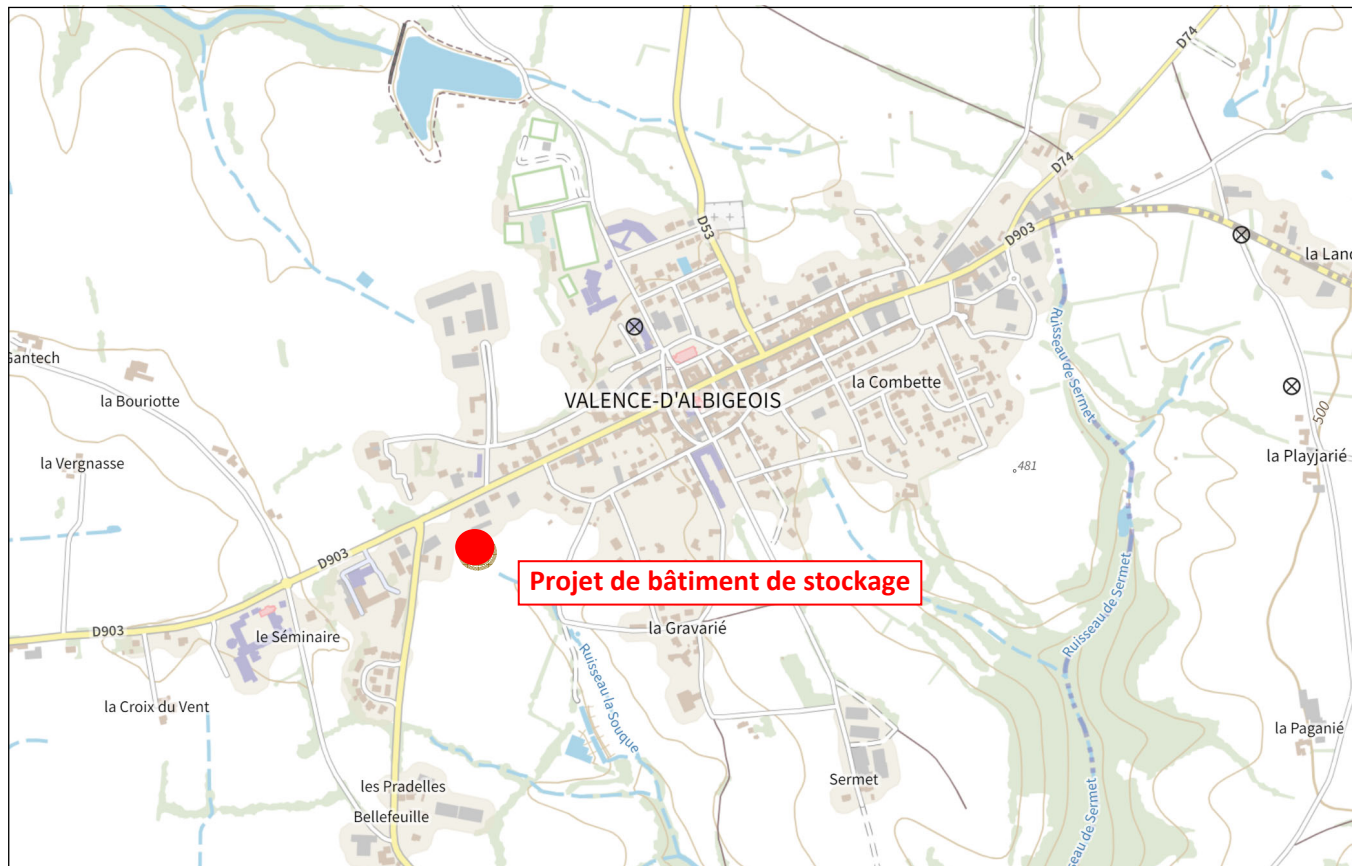 D74
D74
D53
D903
la Land
Ruisseau de Sermet
Santech
la Bouriotte
la Combette
VALENCE-D'ALBIGEOIS
500
la Vergnasse
481
la Playjarié
D903
Projet de bâtiment de stockage
Ruisseau de Sermet
D903
le Séminaire
la Gravarié
Ruisseau la Souque
la Croix du Vent
la Paganié
les Pradelles
Sermet
Bellefeuille
Ruisseau de Sermet